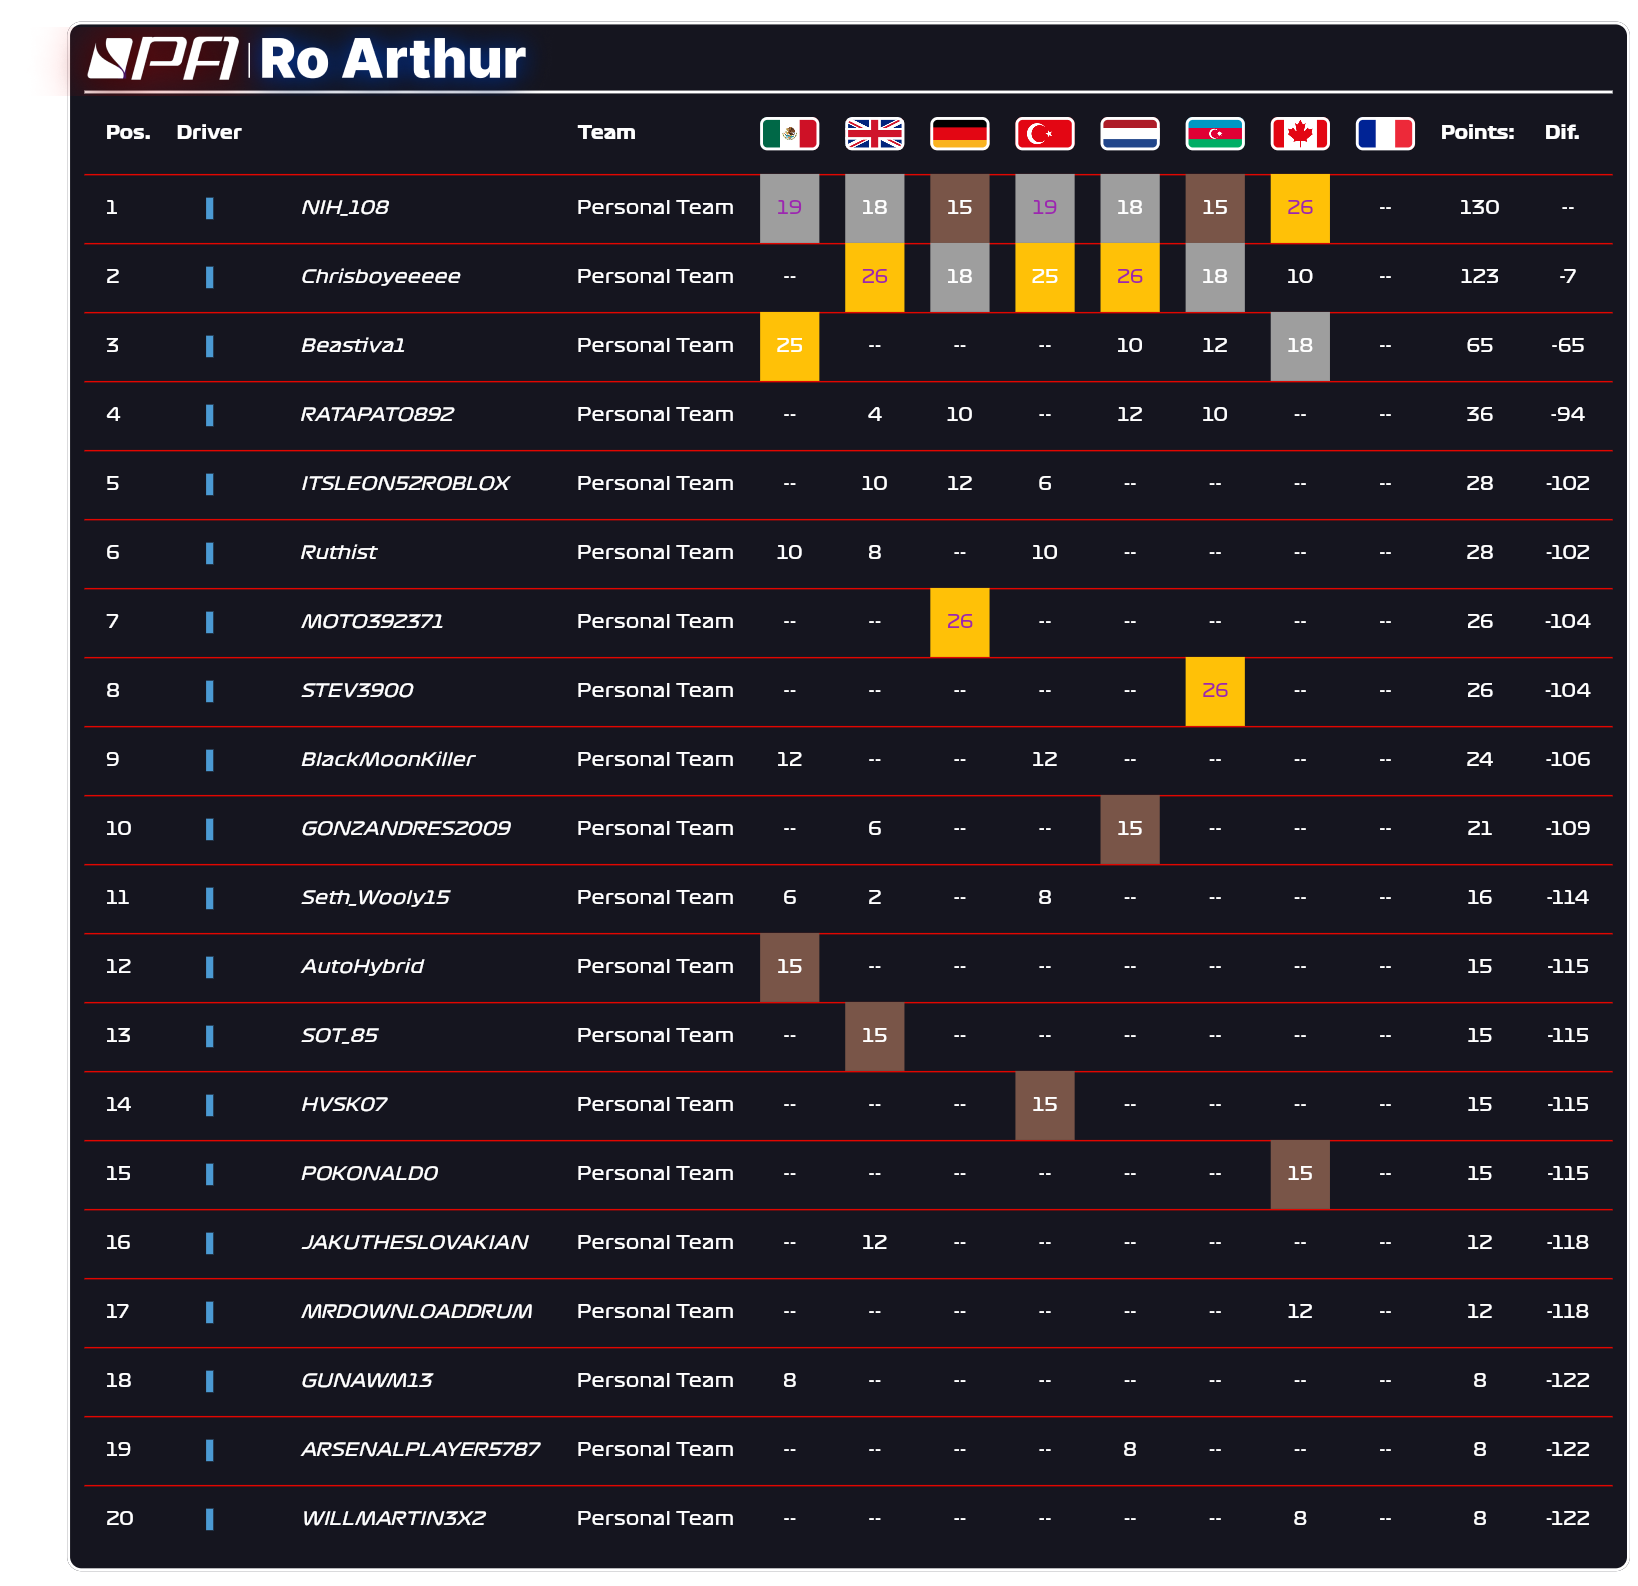 PFA | Ro Arthur
Pos. Driver Team Points: Dif.
1 NIH_108 Personal Team 19 18 15 19 18 15 26 -- 130 --
2 Chrisboyeeeee Personal Team -- 26 18 25 26 18 10 -- 123 -7
3 Beastiva1 Personal Team 25 -- -- -- 10 12 18 -- 65 -65
4 RATAPATO892 Personal Team -- 4 10 -- 12 10 -- -- 36 -94
5 ITSLEON52ROBLOX Personal Team -- 10 12 6 -- -- -- -- 28 -102
6 Ruthist Personal Team 10 8 -- 10 -- -- -- -- 28 -102
7 MOTO392371 Personal Team -- -- 26 -- -- -- -- -- 26 -104
8 STEV3900 Personal Team -- -- -- -- -- 26 -- -- 26 -104
9 BlackMoonKiller Personal Team 12 -- -- 12 -- -- -- -- 24 -106
10 GONZANDRES2009 Personal Team -- 6 -- -- 15 -- -- -- 21 -109
11 Seth_Wooly15 Personal Team 6 2 -- 8 -- -- -- -- 16 -114
12 AutoHybrid Personal Team 15 -- -- -- -- -- -- -- 15 -115
13 SOT_85 Personal Team -- 15 -- -- -- -- -- -- 15 -115
14 HVSK07 Personal Team -- -- -- 15 -- -- -- -- 15 -115
15 POKONALD0 Personal Team -- -- -- -- -- -- 15 -- 15 -115
16 JAKUTHESLOVAKIAN Personal Team -- 12 -- -- -- -- -- -- 12 -118
17 MRDOWNLOADDRUM Personal Team -- -- -- -- -- -- 12 -- 12 -118
18 GUNAWM13 Personal Team 8 -- -- -- -- -- -- -- 8 -122
19 ARSENALPLAYER5787 Personal Team -- -- -- -- 8 -- -- -- 8 -122
20 WILLMARTIN3X2 Personal Team -- -- -- -- -- -- 8 -- 8 -122